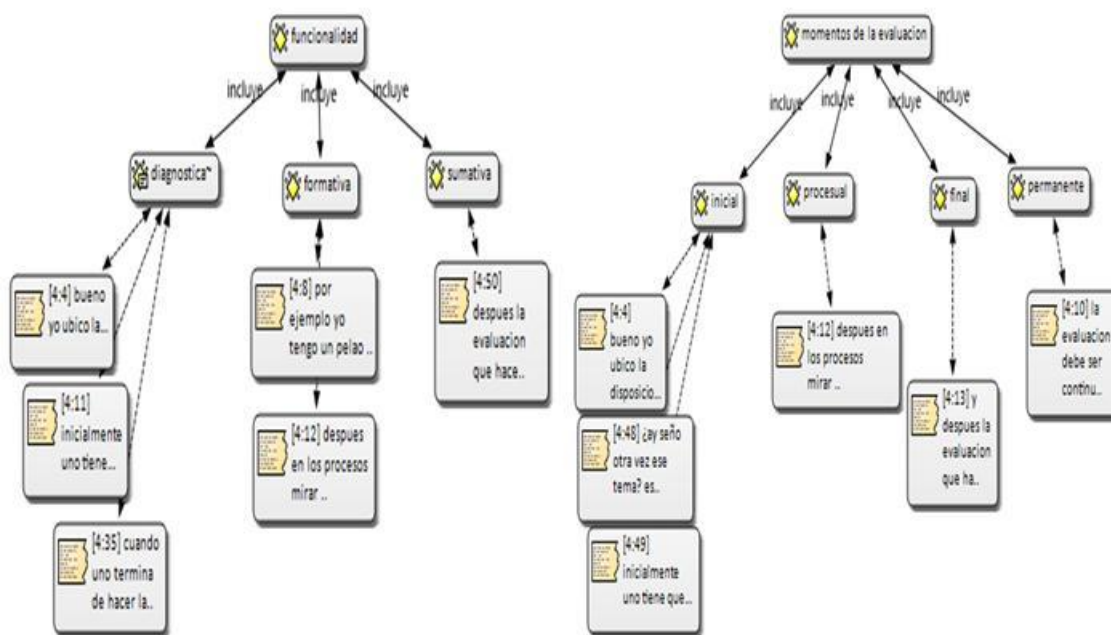 funcionalidad
incluye
incluye
incluye
diagnostica~
formativa
sumativa
[4:4] bueno
yo ubico la...
[4:11]
inicialmente
uno tiene...
[4:35] cuando
uno termina
de hacer la..
[4:8] por
ejemplo yo
tengo un pelao ..
[4:12] despues
en los procesos
mirar ..
[4:50]
despues la
evaluacion
que hace..
momentos de la evaluacion
incluye
incluye
incluye
incluye
inicial
procesual
final
permanente
[4:4]
bueno yo
ubico la
disposicio...
[4:48] ¿ay seño
otra vez ese
tema? es..
[4:49]
inicialmente
uno tiene que...
[4:12] despues en
los procesos
mirar ..
[4:13] y
despues la
evaluacion
que ha..
[4:10] la
evaluacion
debe ser
continu..